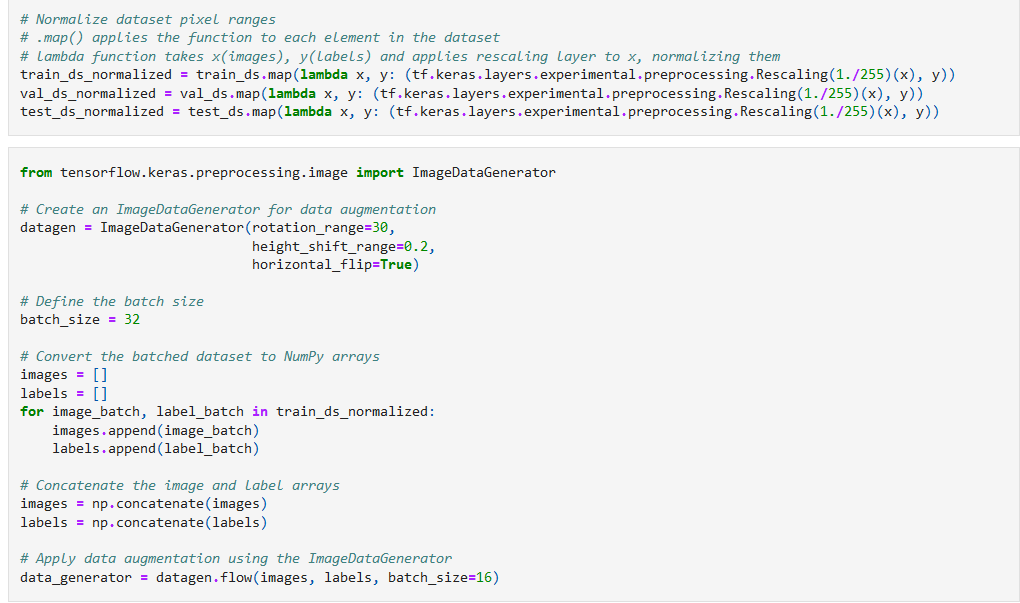 # Normalize dataset pixel ranges
# .map() applies the function to each element in the dataset
# lambda function takes x(images), y(labels) and applies rescaling layer to x, normalizing them
train_ds_normalized = train_ds.map(lambda x, y: (tf.keras.layers.experimental.preprocessing.Rescaling(1./255)(x), y))
val_ds_normalized = val_ds.map(lambda x, y: (tf.keras.layers.experimental.preprocessing.Rescaling(1./255)(x), y))
test_ds_normalized = test_ds.map(lambda x, y: (tf.keras.layers.experimental.preprocessing.Rescaling(1./255)(x), y))
from tensorflow.keras.preprocessing.image import ImageDataGenerator
# Create an ImageDataGenerator for data augmentation
datagen = ImageDataGenerator(rotation_range=30,
                             height_shift_range=0.2,
                             horizontal_flip=True)
# Define the batch size
batch_size = 32
# Convert the batched dataset to NumPy arrays
images = []
labels = []
for image_batch, label_batch in train_ds_normalized:
    images.append(image_batch)
    labels.append(label_batch)
# Concatenate the image and label arrays
images = np.concatenate(images)
labels = np.concatenate(labels)
# Apply data augmentation using the ImageDataGenerator
data_generator = datagen.flow(images, labels, batch_size=16)